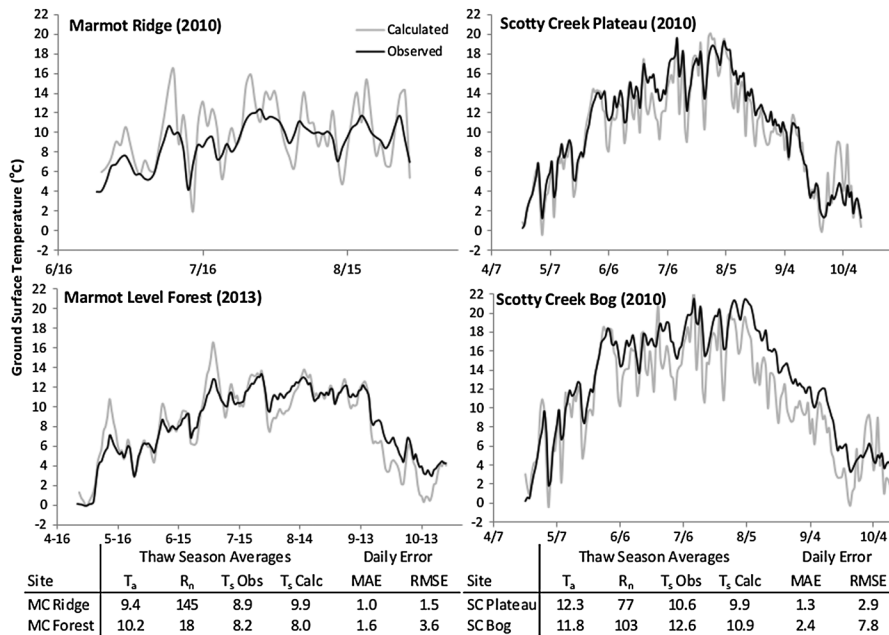 Marmot Ridge (2010)
Calculated
Observed
22
20
18
16
14
12
10
8
6
4
2
0
-2
6/16 7/16 8/15
Scotty Creek Plateau (2010)
22
20
18
16
14
12
10
8
6
4
2
0
-2
4/7 5/7 6/6 7/6 8/5 9/4 10/4
Ground Surface Temperature (°C)
Marmot Level Forest (2013)
22
20
18
16
14
12
10
8
6
4
2
0
-2
4-16 5-16 6-15 7-15 8-14 9-13 10-13
Scotty Creek Bog (2010)
22
20
18
16
14
12
10
8
6
4
2
0
-2
4/7 5/7 6/6 7/6 8/5 9/4 10/4
Thaw Season Averages Daily Error
Site Ta Rn Ts Obs Ts Calc MAE RMSE
MC Ridge 9.4 145 8.9 9.9 1.0 1.5
MC Forest 10.2 18 8.2 8.0 1.6 3.6
Thaw Season Averages Daily Error
Site Ta Rn Ts Obs Ts Calc MAE RMSE
SC Plateau 12.3 77 10.6 9.9 1.3 2.9
SC Bog 11.8 103 12.6 10.9 2.4 7.8